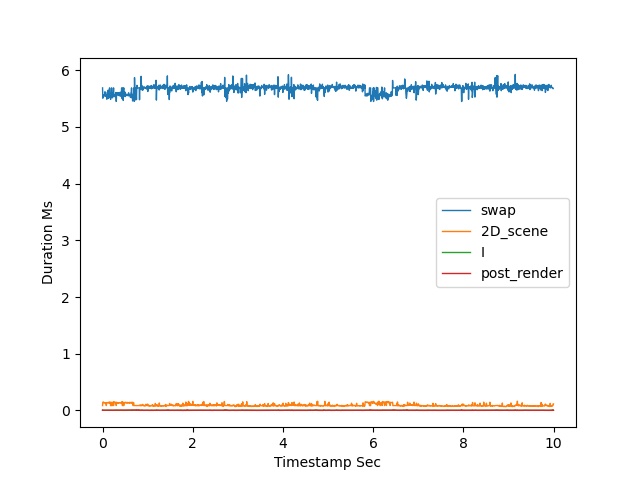 6
5
4
3
2
1
0
Duration Ms
swap
2D_scene
I
post_render
0 2 4 6 8 10
Timestamp Sec